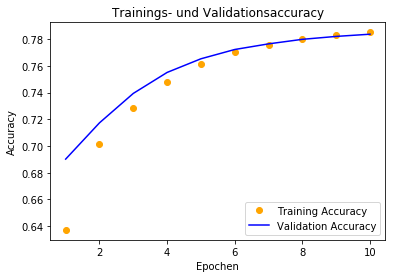 Trainings- und Validationsaccuracy
Accuracy
0.78
0.76
0.74
0.72
0.70
0.68
0.66
0.64
Training Accuracy
Validation Accuracy
2 4 6 8 10
Epochen